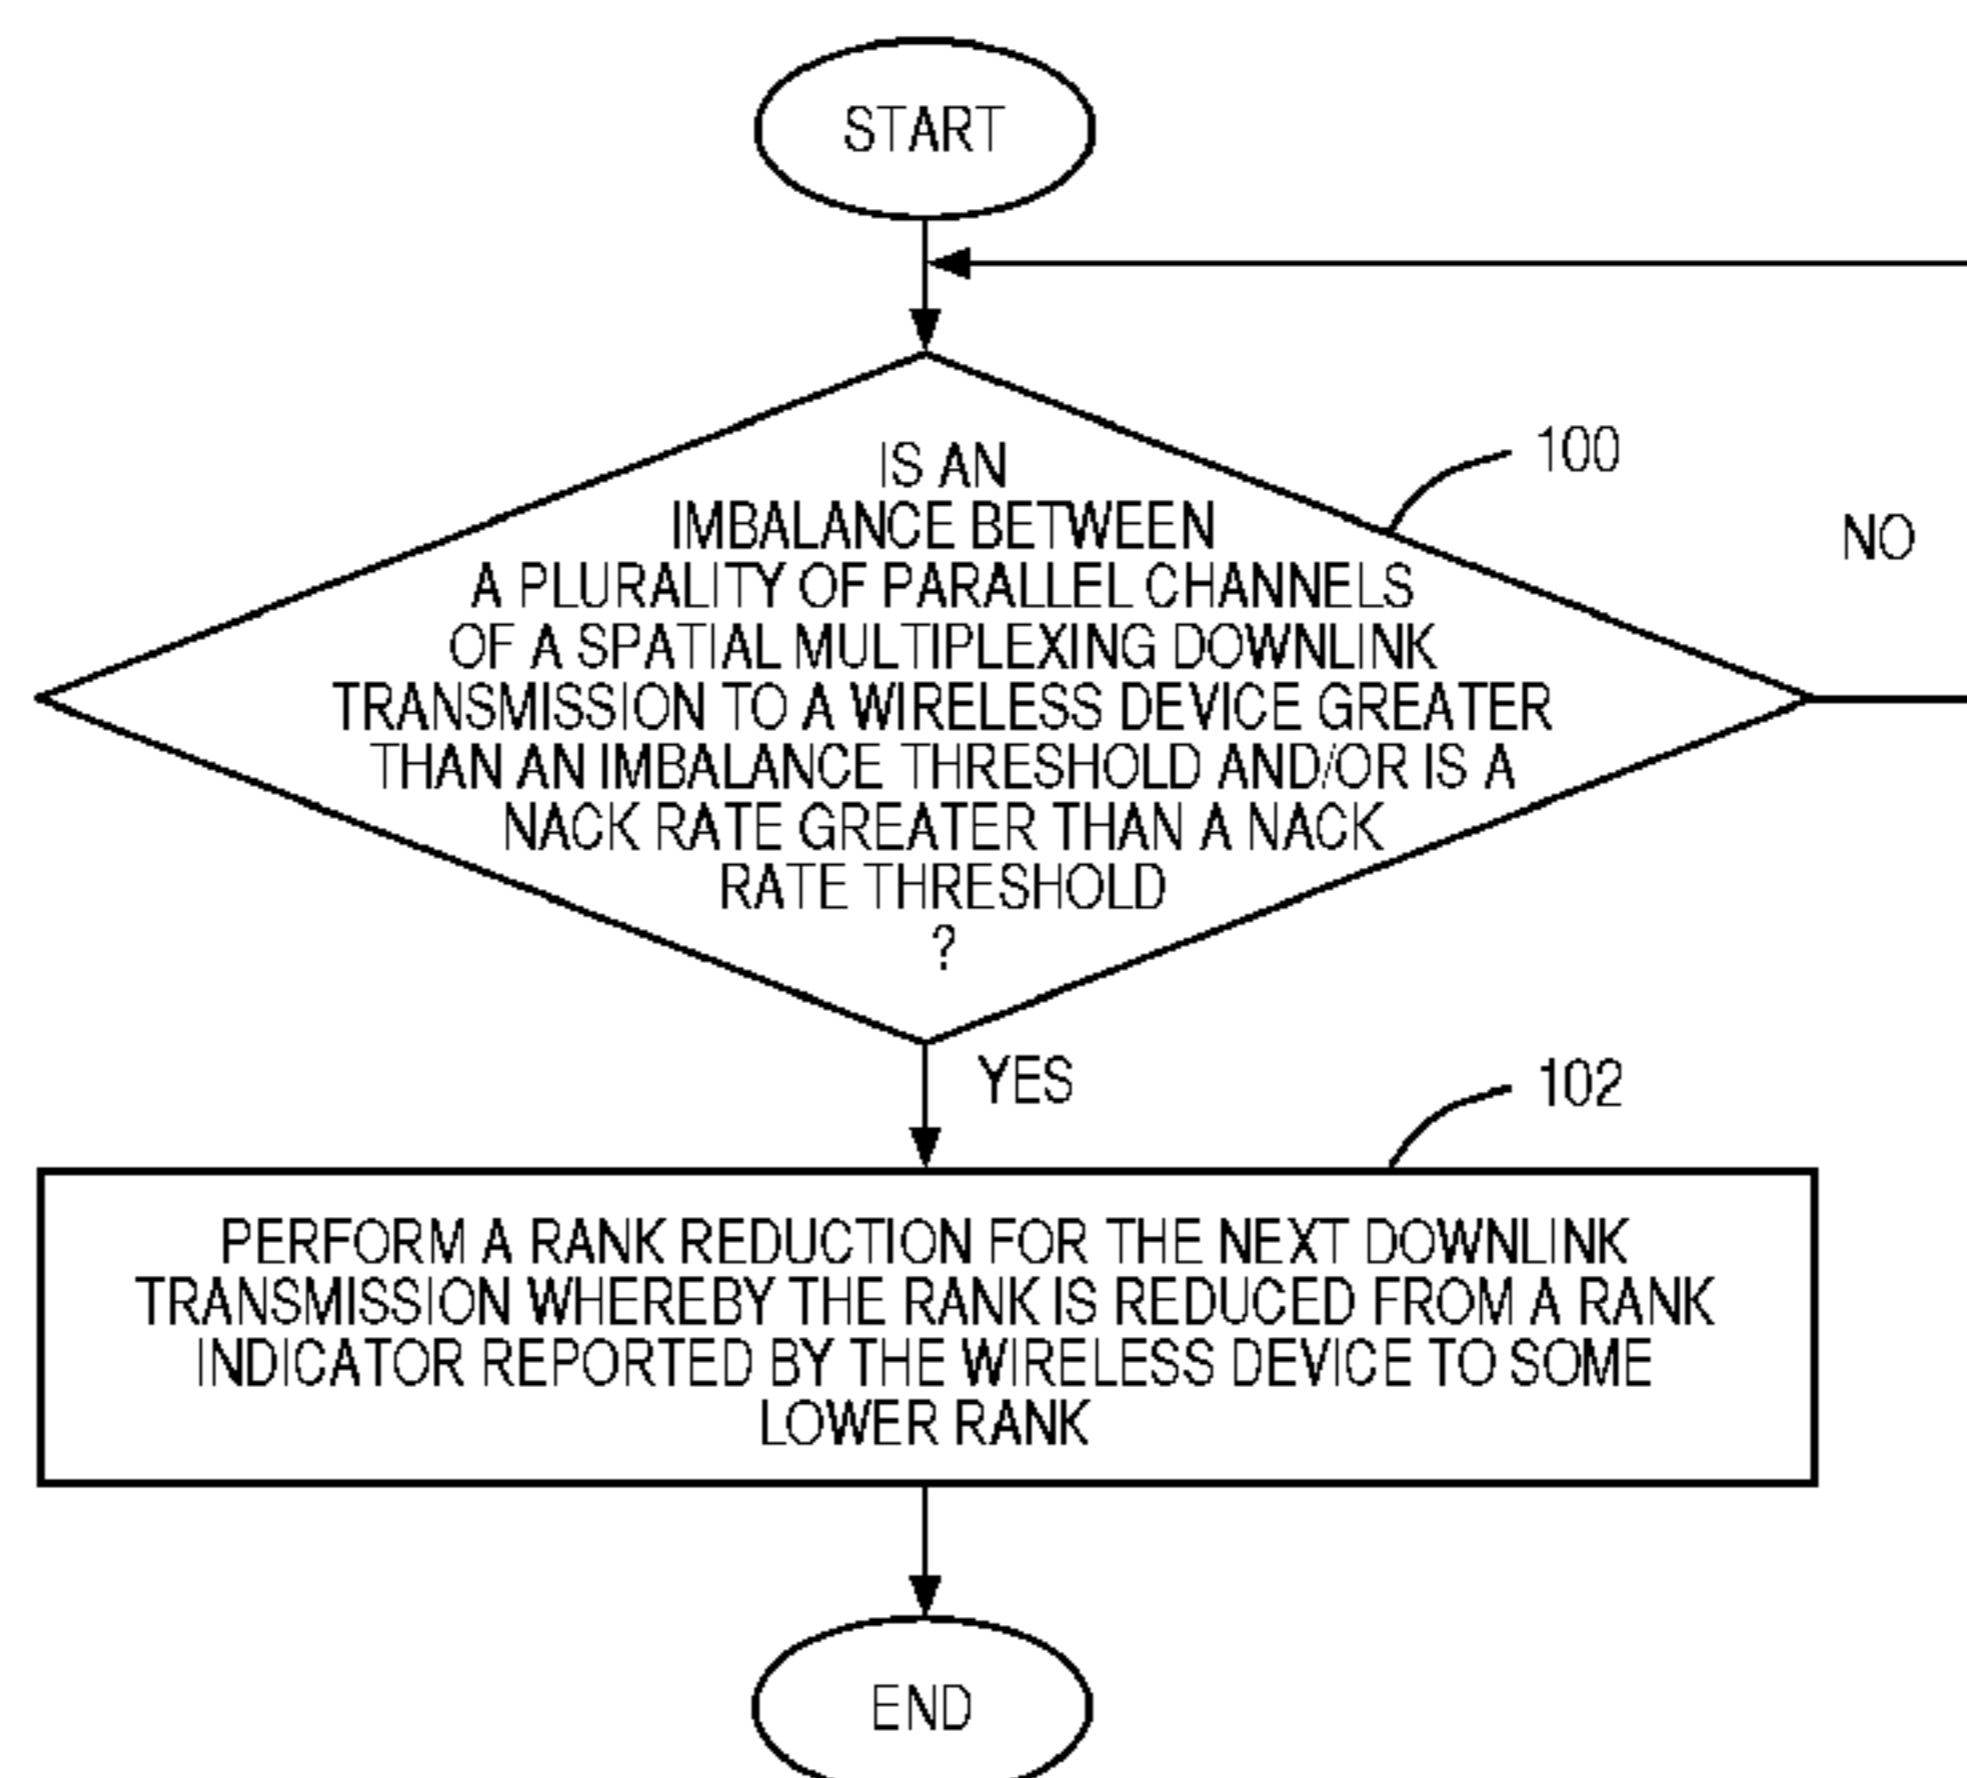 START
IS AN
IMBALANCE BETWEEN
A PLURALITY OF PARALLEL CHANNELS
OF A SPATIAL MULTIPLEXING DOWNLINK
TRANSMISSION TO A WIRELESS DEVICE GREATER
THAN AN IMBALANCE THRESHOLD AND/OR IS A
NACK RATE GREATER THAN A NACK
RATE THRESHOLD
?
100
NO
YES
102
PERFORM A RANK REDUCTION FOR THE NEXT DOWNLINK
TRANSMISSION WHEREBY THE RANK IS REDUCED FROM A RANK
INDICATOR REPORTED BY THE WIRELESS DEVICE TO SOME
LOWER RANK
END